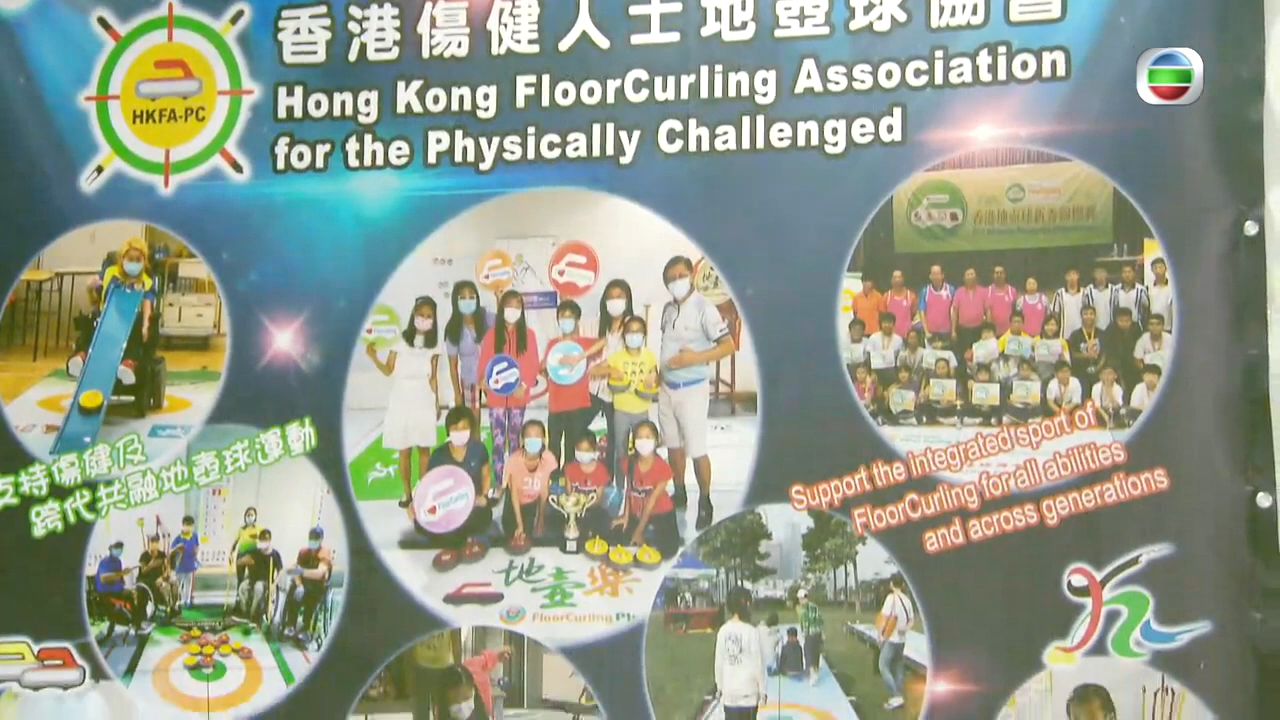 香港傷健人士地壺球協會
Hong Kong FloorCurling Association
for the Physically Challenged
HKFA-PC
支持傷健及
跨代共融地壺球運動
Support the integrated sport of
FloorCurling for all abilities
and across generations
地壺樂
FloorCurling